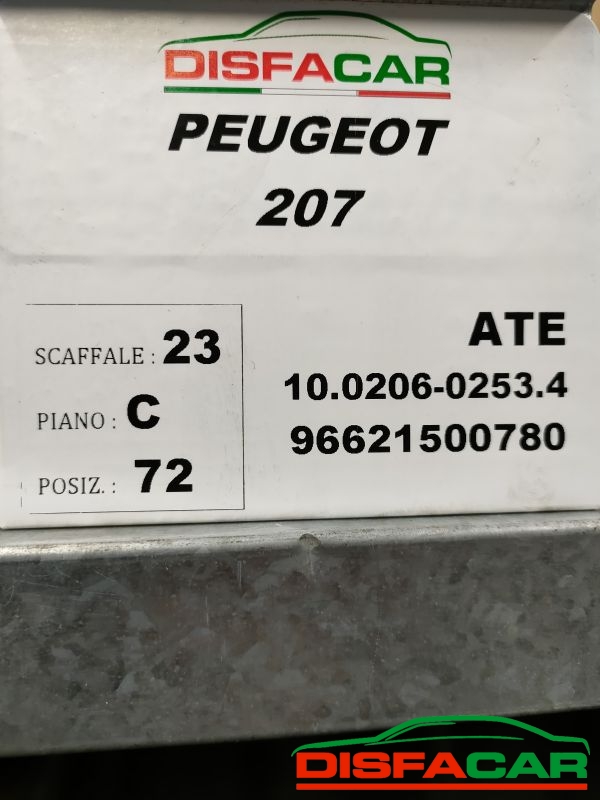 DISFACAR
PEUGEOT
207
SCAFFALE : 23
PIANO : C
POSIZ. : 72
ATE
10.0206-0253.4
96621500780
DISFACAR